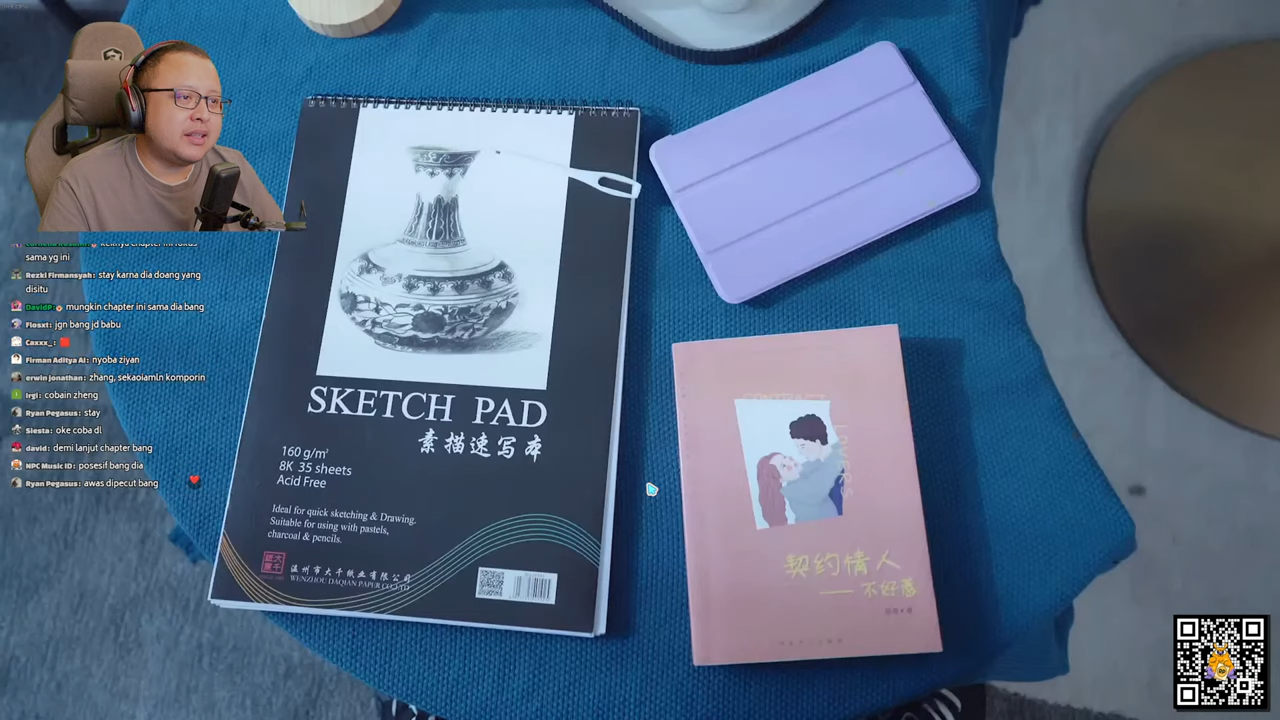 sama yg ini
Rezki Firmansyah: stay karna dia doang yang
disitu
DavidP: mungkin chapter ini sama dia bang
Flosxt: jgn bang jd babu
Caxxx_:
Firman Aditya AI: nyoba ziyan
erwin jonathan: zhang, sekaoiamln komporin
Irgi: cobain zheng
Ryan Pegasus: stay
Siesta: oke coba dl
david: demi lanjut chapter bang
NPC Music ID: posesif bang dia
Ryan Pegasus: awas dipecut bang
SKETCH PAD
素描速写本
160 g/m²
8K 35 sheets
Acid Free
Ideal for quick sketching & Drawing.
Suitable for using with pastels,
charcoal & pencils.
温州市大千纸业有限公司
WENZHOU DAQIAN PAPER CO.,LTD
LOVERS
契约情人